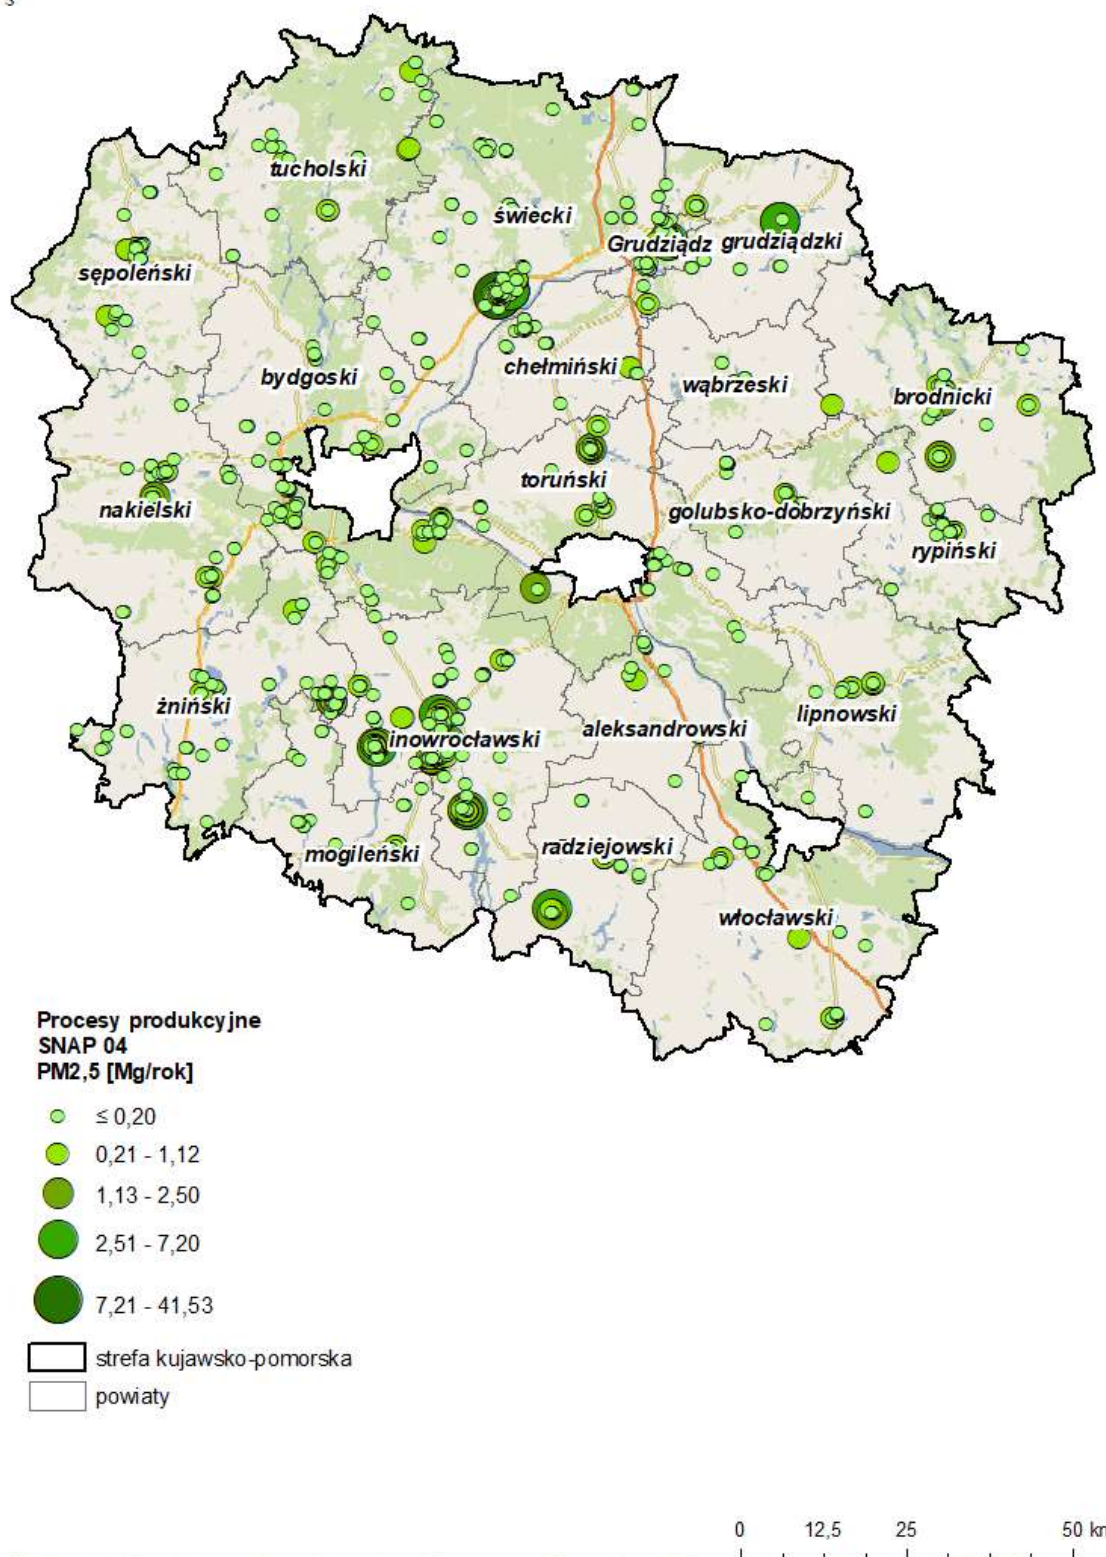 tucholski
świecki
Grudziądz grudziądzki
sępoleński
bydgoski
chełmiński
wąbrzeski
brodnicki
toruński
nakielski
golubsko-dobrzyński
rypiński
żniński
lipnowski
aleksandrowski
inowrocławski
radziejowski
mogileński
włocławski
Procesy produkcyjne
SNAP 04
PM2,5 [Mg/rok]
≤ 0,20
0,21 - 1,12
1,13 - 2,50
2,51 - 7,20
7,21 - 41,53
strefa kujawsko-pomorska
powiaty
0 12,5 25 50 km